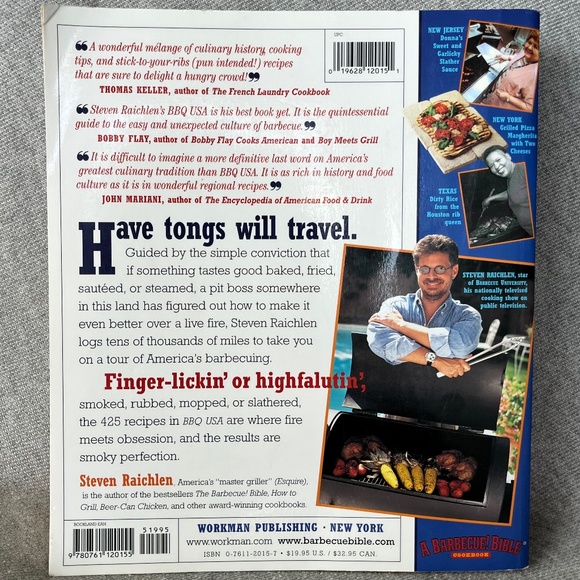 ❝A wonderful mélange of culinary history, cooking
tips, and stick-to-your-ribs (pun intended!) recipes
that are sure to delight a hungry crowd!❞
THOMAS KELLER, author of The French Laundry Cookbook
❝Steven Raichlen's BBQ USA is his best book yet. It is the quintessential
guide to the easy and unexpected culture of barbecue.❞
BOBBY FLAY, author of Bobby Flay Cooks American and Boy Meets Grill
❝It is difficult to imagine a more definitive last word on America's
greatest culinary tradition than BBQ USA. It is as rich in history and food
culture as it is in wonderful regional recipes.❞
JOHN MARIANI, author of The Encyclopedia of American Food & Drink
UPC
0 19628 12015 1
NEW JERSEY
Donna's
Sweet and
Garlicky
Slather
Sauce
NEW YORK
Grilled Pizza
Margherita
with Two
Cheeses
TEXAS
Dirty Rice
from the
Houston rib
queen
Have tongs will travel.
Guided by the simple conviction that
if something tastes good baked, fried,
sautéed, or steamed, a pit boss somewhere
in this land has figured out how to make it
even better over a live fire, Steven Raichlen
logs tens of thousands of miles to take you
on a tour of America's barbecuing.
Finger-lickin' or highfalutin',
smoked, rubbed, mopped, or slathered,
the 425 recipes in BBQ USA are where fire
meets obsession, and the results are
smoky perfection.
STEVEN RAICHLEN, star
of BARBECUE UNIVERSITY,
his nationally televised
cooking show on
public television.
Steven Raichlen, America's "master griller" (Esquire),
is the author of the bestsellers The Barbecue! Bible, How to
Grill, Beer-Can Chicken, and other award-winning cookbooks.
BOOKLAND EAN
51995
9 780761 120155
WORKMAN PUBLISHING • NEW YORK
www.workman.com • www.barbecuebible.com
ISBN 0-7611-2015-7 • $19.95 U.S. / $32.95 CAN.
A BARBECUE! BIBLE
COOKBOOK